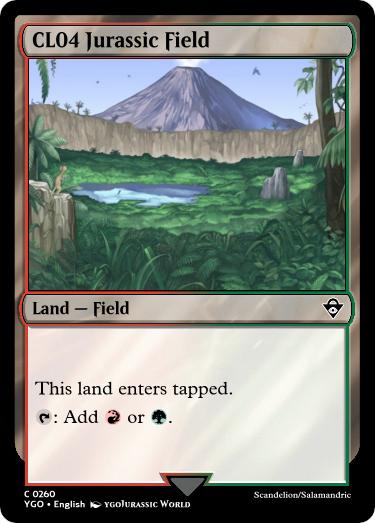 CL04 Jurassic Field
Land — Field
This land enters tapped.
: Add or .
C 0260
YGO • English YGOJURASSIC WORLD
Scandelion/Salamandric